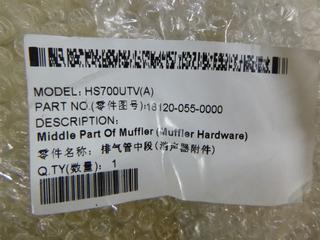 MODEL: HS700UTV(A)
PART NO.(零件图号):18120-055-0000
DESCRIPTION:
Middle Part Of Muffler (Muffler Hardware)
零件名称: 排气管中段(消声器附件)
Q.TY(数量): 1